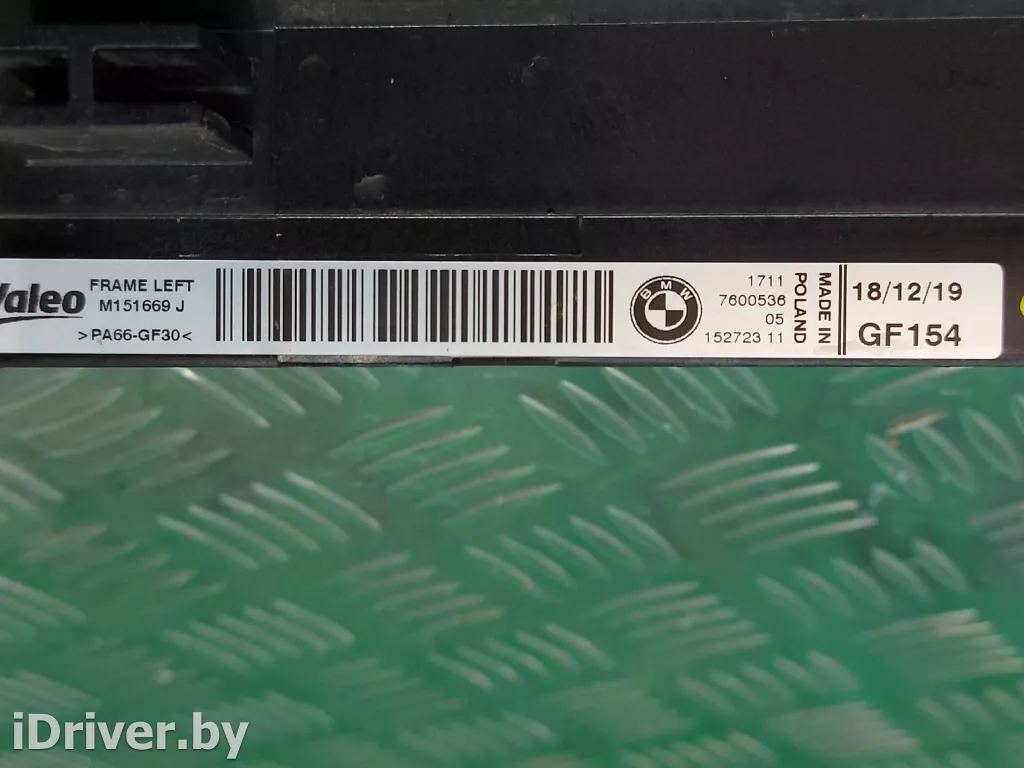 Valeo
FRAME LEFT
M151669 J
>PA66-GF30<
BMW
1711
7600536
05
152723 11
MADE IN
POLAND
18/12/19
GF154
iDriver.by